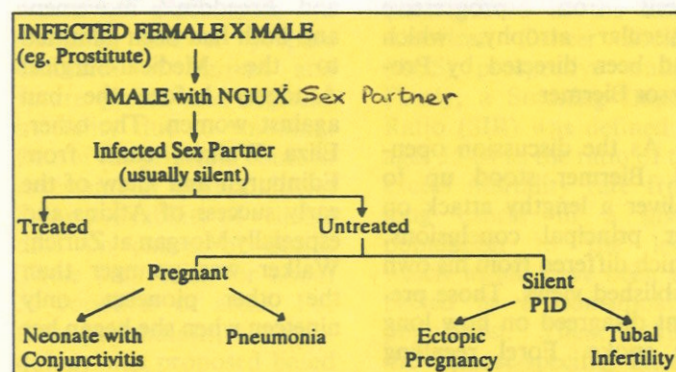 INFECTED FEMALE X MALE
(eg. Prostitute)
MALE with NGU X Sex Partner
Infected Sex Partner
(usually silent)
Treated Untreated
Pregnant Silent
PID
Neonate with Pneumonia Ectopic Tubal
Conjunctivitis Pregnancy Infertility